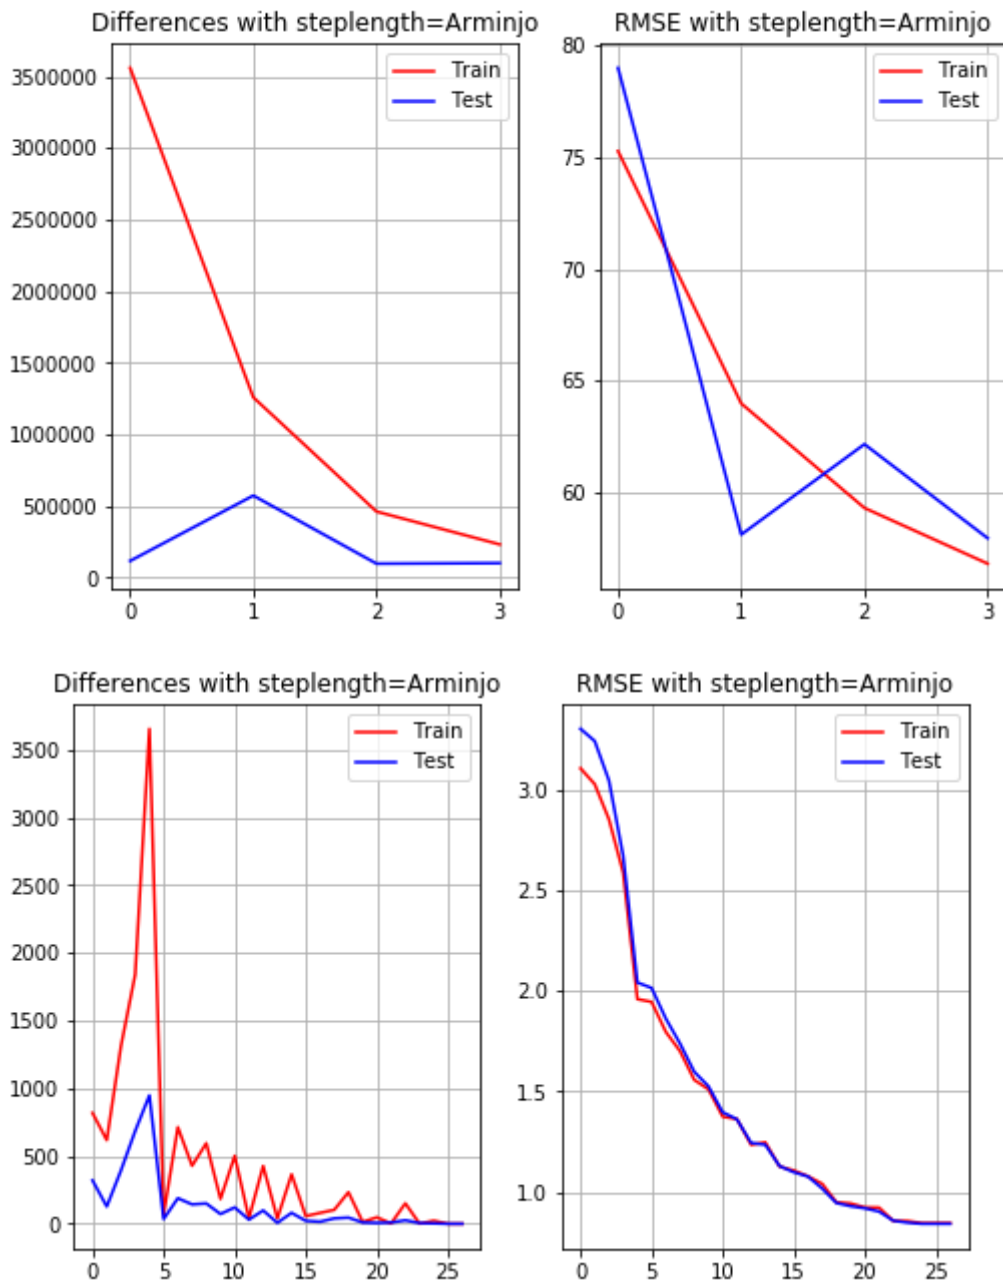 Differences with steplength=Arminjo
RMSE with steplength=Arminjo
3500000
3000000
2500000
2000000
1500000
1000000
500000
0
0 1 2 3
Train
Test
80
75
70
65
60
0 1 2 3
Train
Test
Differences with steplength=Arminjo
RMSE with steplength=Arminjo
3500
3000
2500
2000
1500
1000
500
0
0 5 10 15 20 25
Train
Test
3.0
2.5
2.0
1.5
1.0
0 5 10 15 20 25
Train
Test